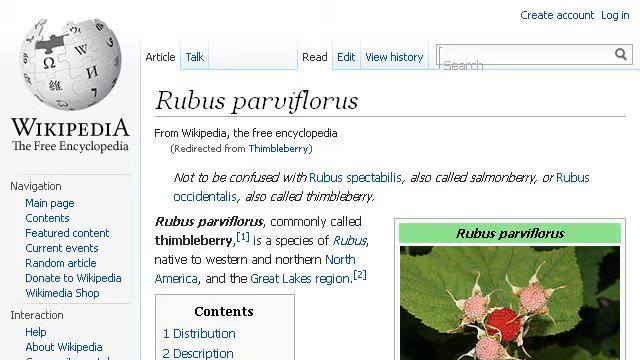 Create account Log in
Article Talk Read Edit View history Search
Rubus parviflorus
From Wikipedia, the free encyclopedia
(Redirected from Thimbleberry)
Not to be confused with Rubus spectabilis, also called salmonberry, or Rubus
occidentalis, also called thimbleberry.
WIKIPEDIA
The Free Encyclopedia
Navigation
Main page
Contents
Featured content
Current events
Random article
Donate to Wikipedia
Wikimedia Shop
Interaction
Help
About Wikipedia
Rubus parviflorus, commonly called
thimbleberry,[1] is a species of Rubus,
native to western and northern North
America, and the Great Lakes region.[2]
Contents
1 Distribution
2 Description
Rubus parviflorus